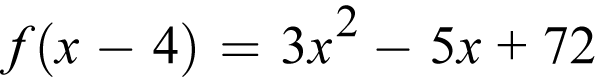 f(x − 4) = 3x² − 5x + 72